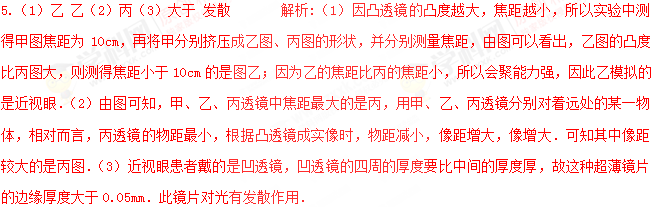 5.（1）乙 乙（2）丙（3）大于 发散 解析:（1）因凸透镜的凸度越大，焦距越小，所以实验中测
得甲图焦距为 10cm，再将甲分别挤压成乙图、丙图的形状，并分别测量焦距，由图可以看出，乙图的凸度
比丙图大，则测得焦距小于10cm 的是图乙；因为乙的焦距比丙的焦距小，所以会聚能力强，因此乙模拟的
是近视眼.（2）由图可知，甲、乙、丙透镜中焦距最大的是丙，用甲、乙、丙透镜分别对着远处的某一物
体，相对而言，丙透镜的物距最小，根据凸透镜成实像时，物距减小，像距增大，像增大．可知其中像距
较大的是丙图.（3）近视眼患者戴的是凹透镜，凹透镜的四周的厚度要比中间的厚度厚，故这种超薄镜片
的边缘厚度大于0.05mm．此镜片对光有发散作用．